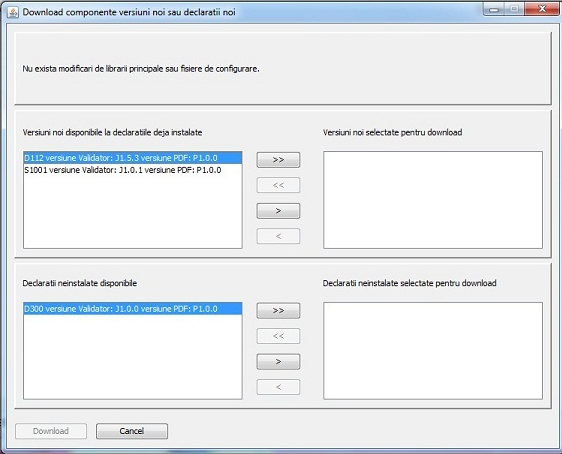 Download componente versiuni noi sau declaratii noi
Nu exista modificari de librarii principale sau fisiere de configurare.
Versiuni noi disponibile la declaratiile deja instalate
Versiuni noi selectate pentru download
D112 versiune Validator: J1.5.3 versiune PDF: P1.0.0
S1001 versiune Validator: J1.0.1 versiune PDF: P1.0.0
>>
<<
>
<
Declaratii neinstalate disponibile
Declaratii neinstalate selectate pentru download
D300 versiune Validator: J1.0.0 versiune PDF: P1.0.0
>>
<<
>
<
Download
Cancel